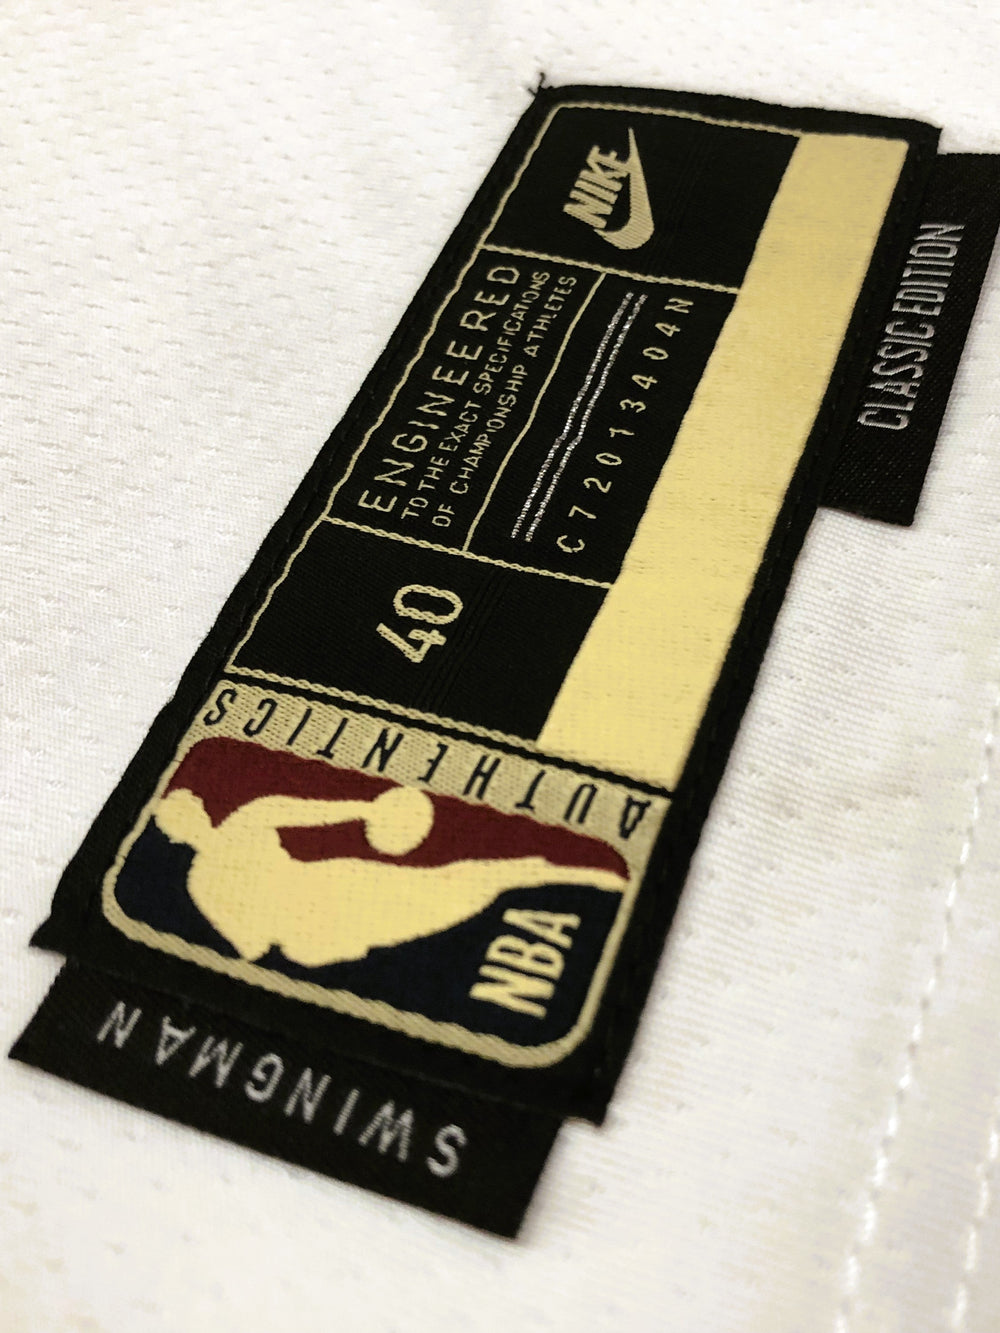 NIKE
ENGINEERED
TO THE EXACT SPECIFICATIONS
OF CHAMPIONSHIP ATHLETES
C72013404N
40
AUTHENTICS
NBA
SWINGMAN
CLASSIC EDITION